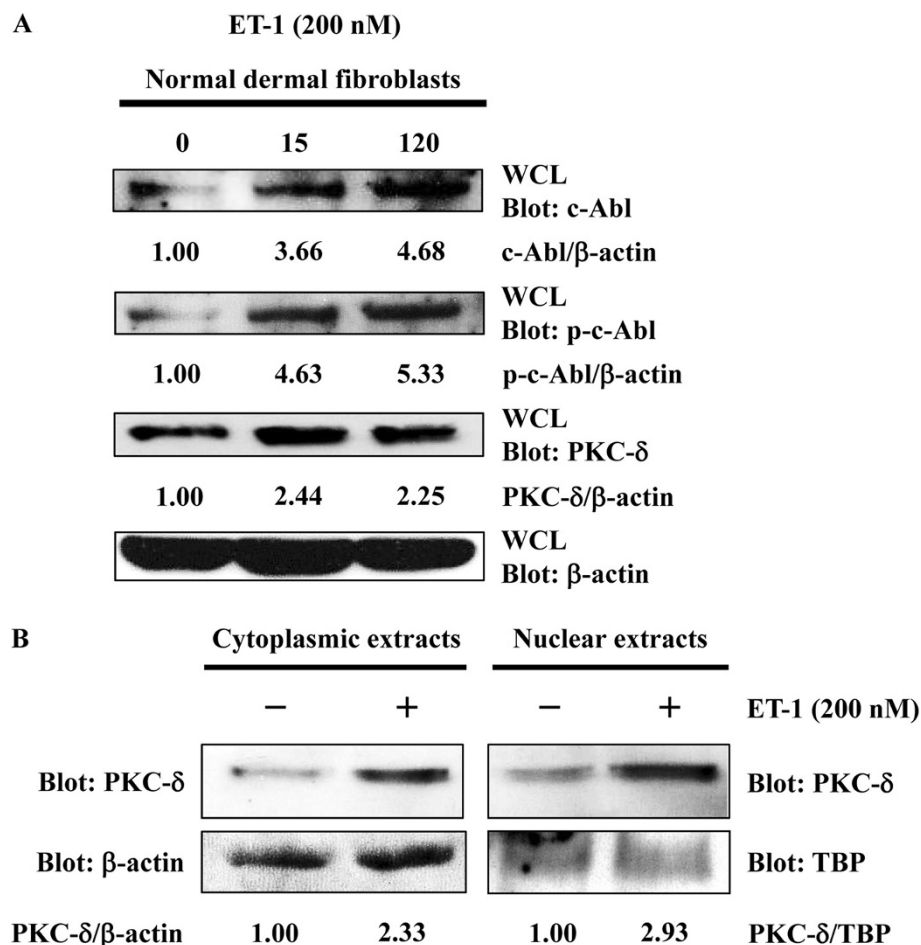 A
ET-1 (200 nM)
Normal dermal fibroblasts
0 15 120
WCL
Blot: c-Abl
1.00 3.66 4.68 c-Abl/β-actin
WCL
Blot: p-c-Abl
1.00 4.63 5.33 p-c-Abl/β-actin
WCL
Blot: PKC-δ
1.00 2.44 2.25 PKC-δ/β-actin
WCL
Blot: β-actin
B
Cytoplasmic extracts Nuclear extracts
− + − + ET-1 (200 nM)
Blot: PKC-δ Blot: PKC-δ
Blot: β-actin Blot: TBP
PKC-δ/β-actin 1.00 2.33 1.00 2.93 PKC-δ/TBP